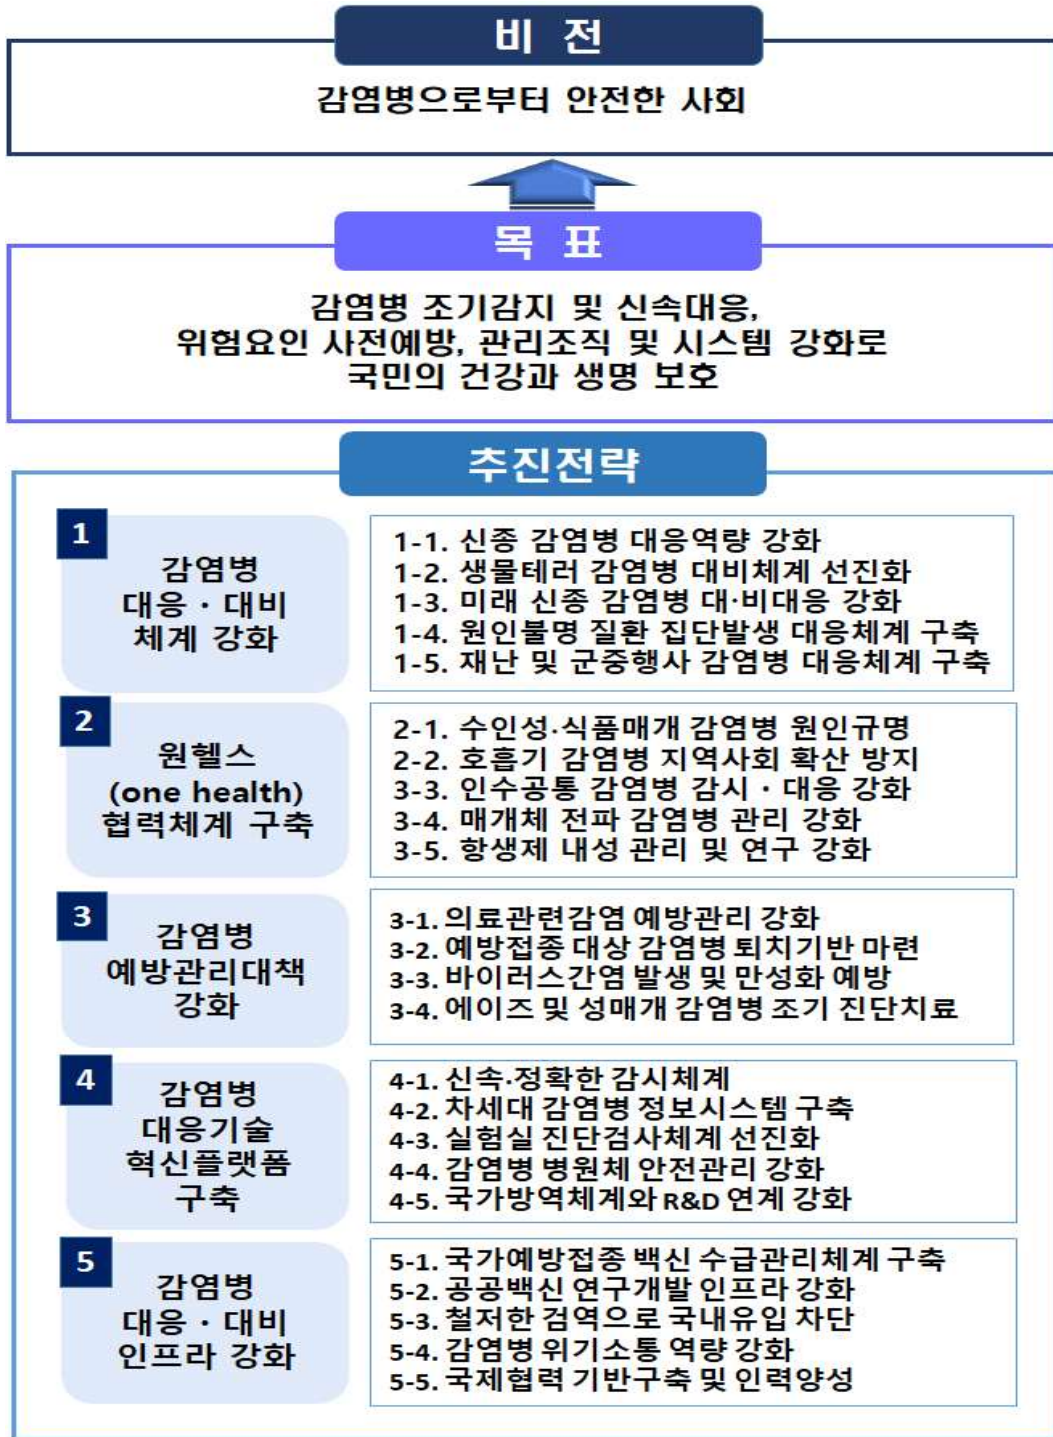 비 전
감염병으로부터 안전한 사회
목 표
감염병 조기감지 및 신속대응,
위험요인 사전예방, 관리조직 및 시스템 강화로
국민의 건강과 생명 보호
추진전략
1
감염병
대응 · 대비
체계 강화
1-1. 신종 감염병 대응역량 강화
1-2. 생물테러 감염병 대비체계 선진화
1-3. 미래 신종 감염병 대·비대응 강화
1-4. 원인불명 질환 집단발생 대응체계 구축
1-5. 재난 및 군중행사 감염병 대응체계 구축
2
원헬스
(one health)
협력체계 구축
2-1. 수인성·식품매개 감염병 원인규명
2-2. 호흡기 감염병 지역사회 확산 방지
3-3. 인수공통 감염병 감시 · 대응 강화
3-4. 매개체 전파 감염병 관리 강화
3-5. 항생제 내성 관리 및 연구 강화
3
감염병
예방관리대책
강화
3-1. 의료관련감염 예방관리 강화
3-2. 예방접종 대상 감염병 퇴치기반 마련
3-3. 바이러스간염 발생 및 만성화 예방
3-4. 에이즈 및 성매개 감염병 조기 진단치료
4
감염병
대응기술
혁신플랫폼
구축
4-1. 신속·정확한 감시체계
4-2. 차세대 감염병 정보시스템 구축
4-3. 실험실 진단검사체계 선진화
4-4. 감염병 병원체 안전관리 강화
4-5. 국가방역체계와 R&D 연계 강화
5
감염병
대응 · 대비
인프라 강화
5-1. 국가예방접종 백신 수급관리체계 구축
5-2. 공공백신 연구개발 인프라 강화
5-3. 철저한 검역으로 국내유입 차단
5-4. 감염병 위기소통 역량 강화
5-5. 국제협력 기반구축 및 인력양성